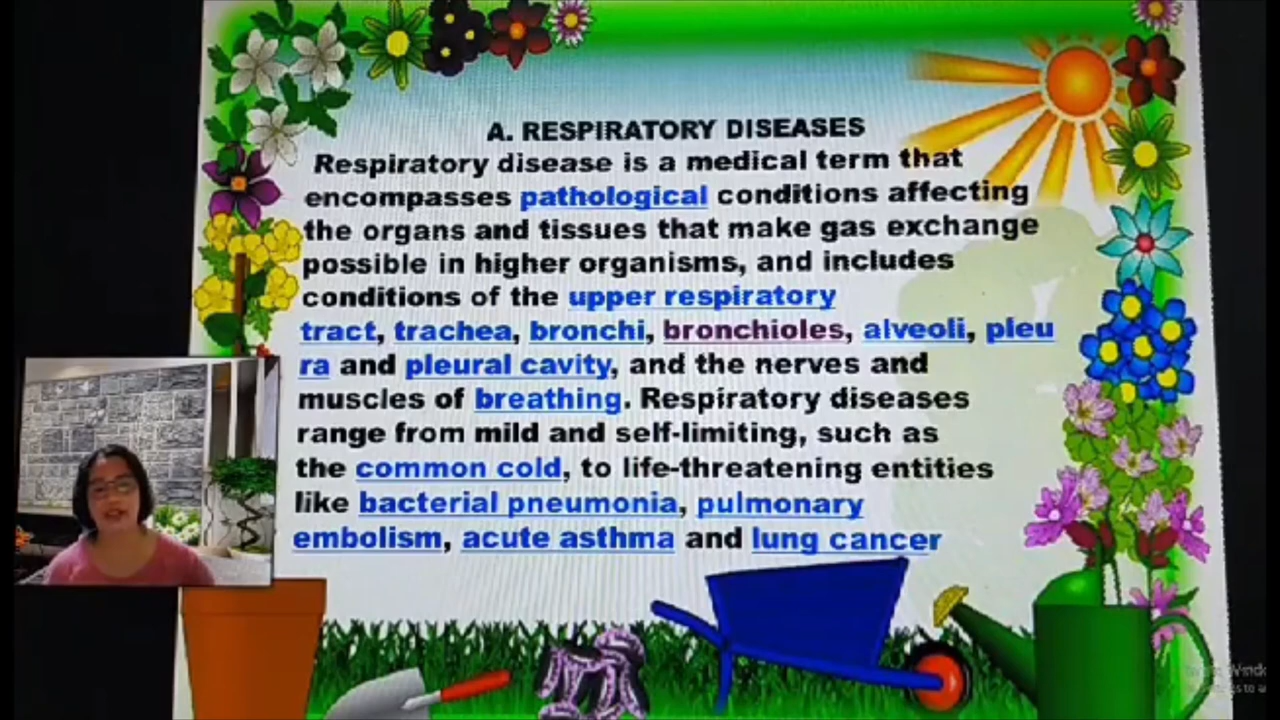 A. RESPIRATORY DISEASES
Respiratory disease is a medical term that
encompasses pathological conditions affecting
the organs and tissues that make gas exchange
possible in higher organisms, and includes
conditions of the upper respiratory
tract, trachea, bronchi, bronchioles, alveoli, pleu
ra and pleural cavity, and the nerves and
muscles of breathing. Respiratory diseases
range from mild and self-limiting, such as
the common cold, to life-threatening entities
like bacterial pneumonia, pulmonary
embolism, acute asthma and lung cancer